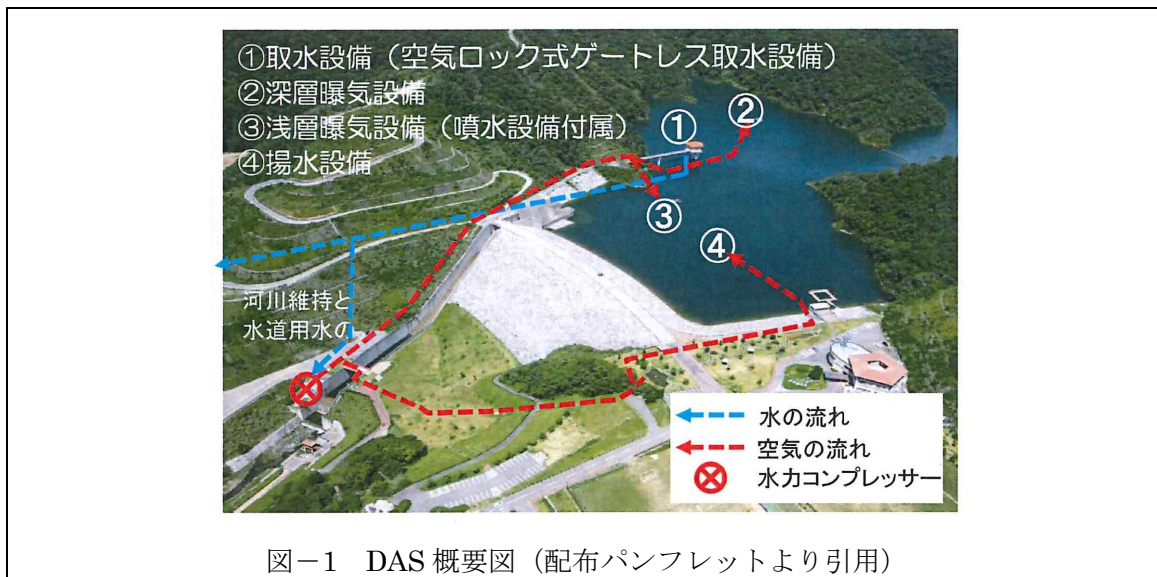 ①取水設備（空気ロック式ゲートレス取水設備）
②深層曝気設備
③浅層曝気設備（噴水設備付属）
④揚水設備
①
②
③
④
河川維持と
水道用水の
水の流れ
空気の流れ
水力コンプレッサー
図－1 DAS 概要図（配布パンフレットより引用）